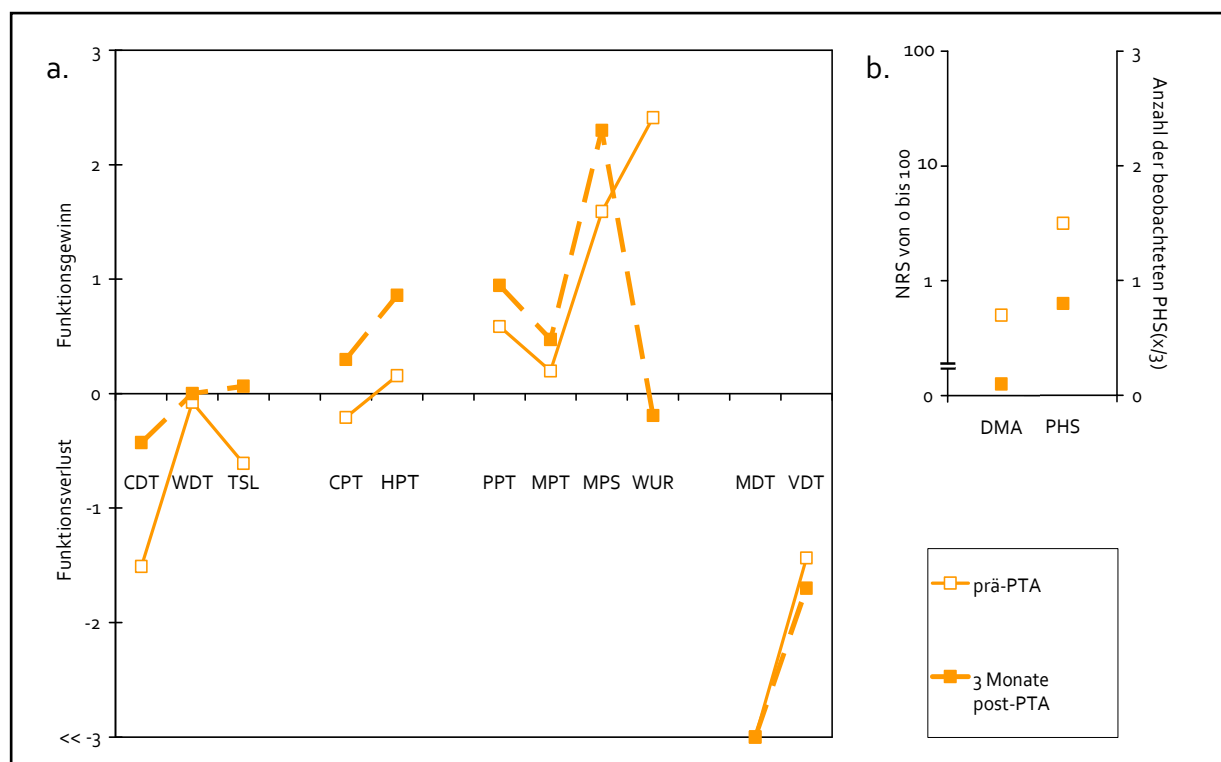 a.
3
2
1
0
-1
-2
<< -3
Funktionsgewinn
Funktionsverlust
CDT WDT TSL CPT HPT PPT MPT MPS WUR MDT VDT
b.
100
10
1
0
NRS von 0 bis 100
3
2
1
0
Anzahl der beobachteten PHS(x/3)
DMA PHS
prä-PTA
3 Monate
post-PTA